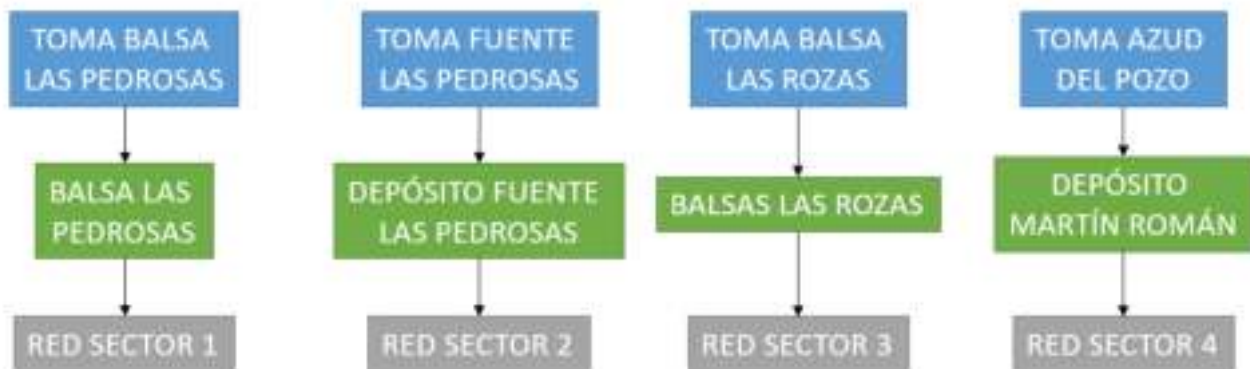 TOMA BALSA
LAS PEDROSAS
TOMA FUENTE
LAS PEDROSAS
TOMA BALSA
LAS ROZAS
TOMA AZUD
DEL POZO
BALSA LAS
PEDROSAS
DEPÓSITO FUENTE
LAS PEDROSAS
BALSAS LAS ROZAS
DEPÓSITO
MARTÍN ROMÁN
RED SECTOR 1
RED SECTOR 2
RED SECTOR 3
RED SECTOR 4